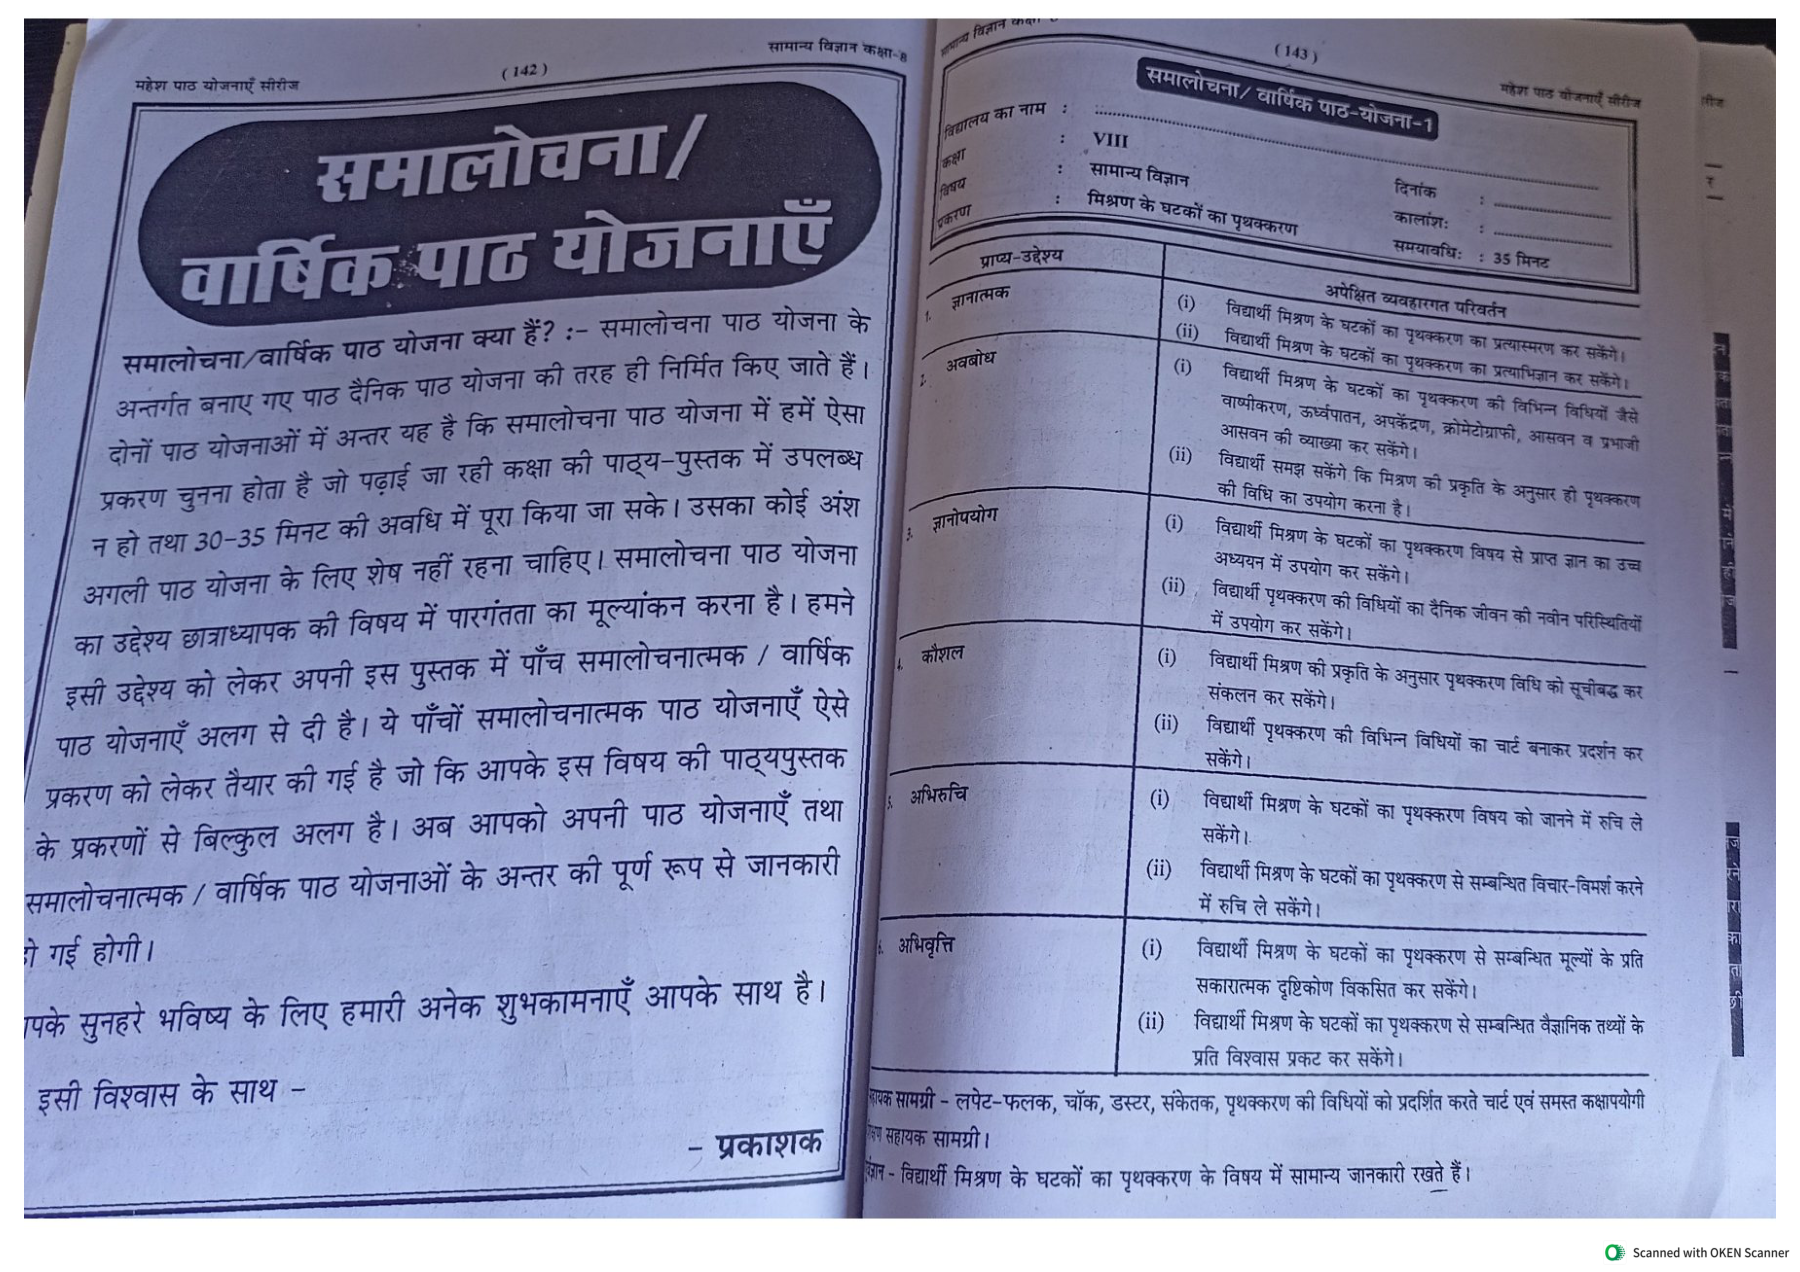 महेश पाठ योजनाएँ सीरीज
( 142 )
सामान्य विज्ञान कक्षा-8
समालोचना/
वार्षिक पाठ योजनाएँ
समालोचना/वार्षिक पाठ योजना क्या हैं? :– समालोचना पाठ योजना के
अन्तर्गत बनाए गए पाठ दैनिक पाठ योजना की तरह ही निर्मित किए जाते हैं।
दोनों पाठ योजनाओं में अन्तर यह है कि समालोचना पाठ योजना में हमें ऐसा
प्रकरण चुनना होता है जो पढ़ाई जा रही कक्षा की पाठ्य-पुस्तक में उपलब्ध
न हो तथा 30-35 मिनट की अवधि में पूरा किया जा सके। उसका कोई अंश
अगली पाठ योजना के लिए शेष नहीं रहना चाहिए। समालोचना पाठ योजना
का उद्देश्य छात्राध्यापक की विषय में पारगंतता का मूल्यांकन करना है। हमने
इसी उद्देश्य को लेकर अपनी इस पुस्तक में पाँच समालोचनात्मक / वार्षिक
पाठ योजनाएँ अलग से दी है। ये पाँचों समालोचनात्मक पाठ योजनाएँ ऐसे
प्रकरण को लेकर तैयार की गई है जो कि आपके इस विषय की पाठ्यपुस्तक
के प्रकरणों से बिल्कुल अलग है। अब आपको अपनी पाठ योजनाएँ तथा
समालोचनात्मक / वार्षिक पाठ योजनाओं के अन्तर की पूर्ण रूप से जानकारी
गई होगी।
सुनहरे भविष्य के लिए हमारी अनेक शुभकामनाएँ आपके साथ है।
इसी विश्वास के साथ –
– प्रकाशक
विज्ञान
( 143 )
महेश पाठ योजनाएँ सीरीज
समालोचना/ वार्षिक पाठ-योजना-1
विद्यालय का नाम :
कक्षा : VIII
विषय : सामान्य विज्ञान
प्रकरण : मिश्रण के घटकों का पृथक्करण
दिनांक :
कालांशः :
समयावधिः : 35 मिनट
प्राप्य-उद्देश्य
अपेक्षित व्यवहारगत परिवर्तन
1. ज्ञानात्मक
(i) विद्यार्थी मिश्रण के घटकों का पृथक्करण का प्रत्यास्मरण कर सकेंगे।
(ii) विद्यार्थी मिश्रण के घटकों का पृथक्करण का प्रत्याभिज्ञान कर सकेंगे।
2. अवबोध
(i) विद्यार्थी मिश्रण के घटकों का पृथक्करण की विभिन्न विधियों जैसे
वाष्पीकरण, ऊर्ध्वपातन, अपकेंद्रण, क्रोमेटोग्राफी, आसवन व प्रभाजी
आसवन की व्याख्या कर सकेंगे।
(ii) विद्यार्थी समझ सकेंगे कि मिश्रण की प्रकृति के अनुसार ही पृथक्करण
की विधि का उपयोग करना है।
3. ज्ञानोपयोग
(i) विद्यार्थी मिश्रण के घटकों का पृथक्करण विषय से प्राप्त ज्ञान का उच्च
अध्ययन में उपयोग कर सकेंगे।
(ii) विद्यार्थी पृथक्करण की विधियों का दैनिक जीवन की नवीन परिस्थितियों
में उपयोग कर सकेंगे।
4. कौशल
(i) विद्यार्थी मिश्रण की प्रकृति के अनुसार पृथक्करण विधि को सूचीबद्ध कर
संकलन कर सकेंगे।
(ii) विद्यार्थी पृथक्करण की विभिन्न विधियों का चार्ट बनाकर प्रदर्शन कर
सकेंगे।
5. अभिरुचि
(i) विद्यार्थी मिश्रण के घटकों का पृथक्करण विषय को जानने में रुचि ले
सकेंगे।
(ii) विद्यार्थी मिश्रण के घटकों का पृथक्करण से सम्बन्धित विचार-विमर्श करने
में रुचि ले सकेंगे।
6. अभिवृत्ति
(i) विद्यार्थी मिश्रण के घटकों का पृथक्करण से सम्बन्धित मूल्यों के प्रति
सकारात्मक दृष्टिकोण विकसित कर सकेंगे।
(ii) विद्यार्थी मिश्रण के घटकों का पृथक्करण से सम्बन्धित वैज्ञानिक तथ्यों के
प्रति विश्वास प्रकट कर सकेंगे।
सामग्री – लपेट-फलक, चॉक, डस्टर, संकेतक, पृथक्करण की विधियों को प्रदर्शित करते चार्ट एवं समस्त कक्षापयोगी
सहायक सामग्री।
– विद्यार्थी मिश्रण के घटकों का पृथक्करण के विषय में सामान्य जानकारी रखते हैं।
Scanned with OKEN Scanner